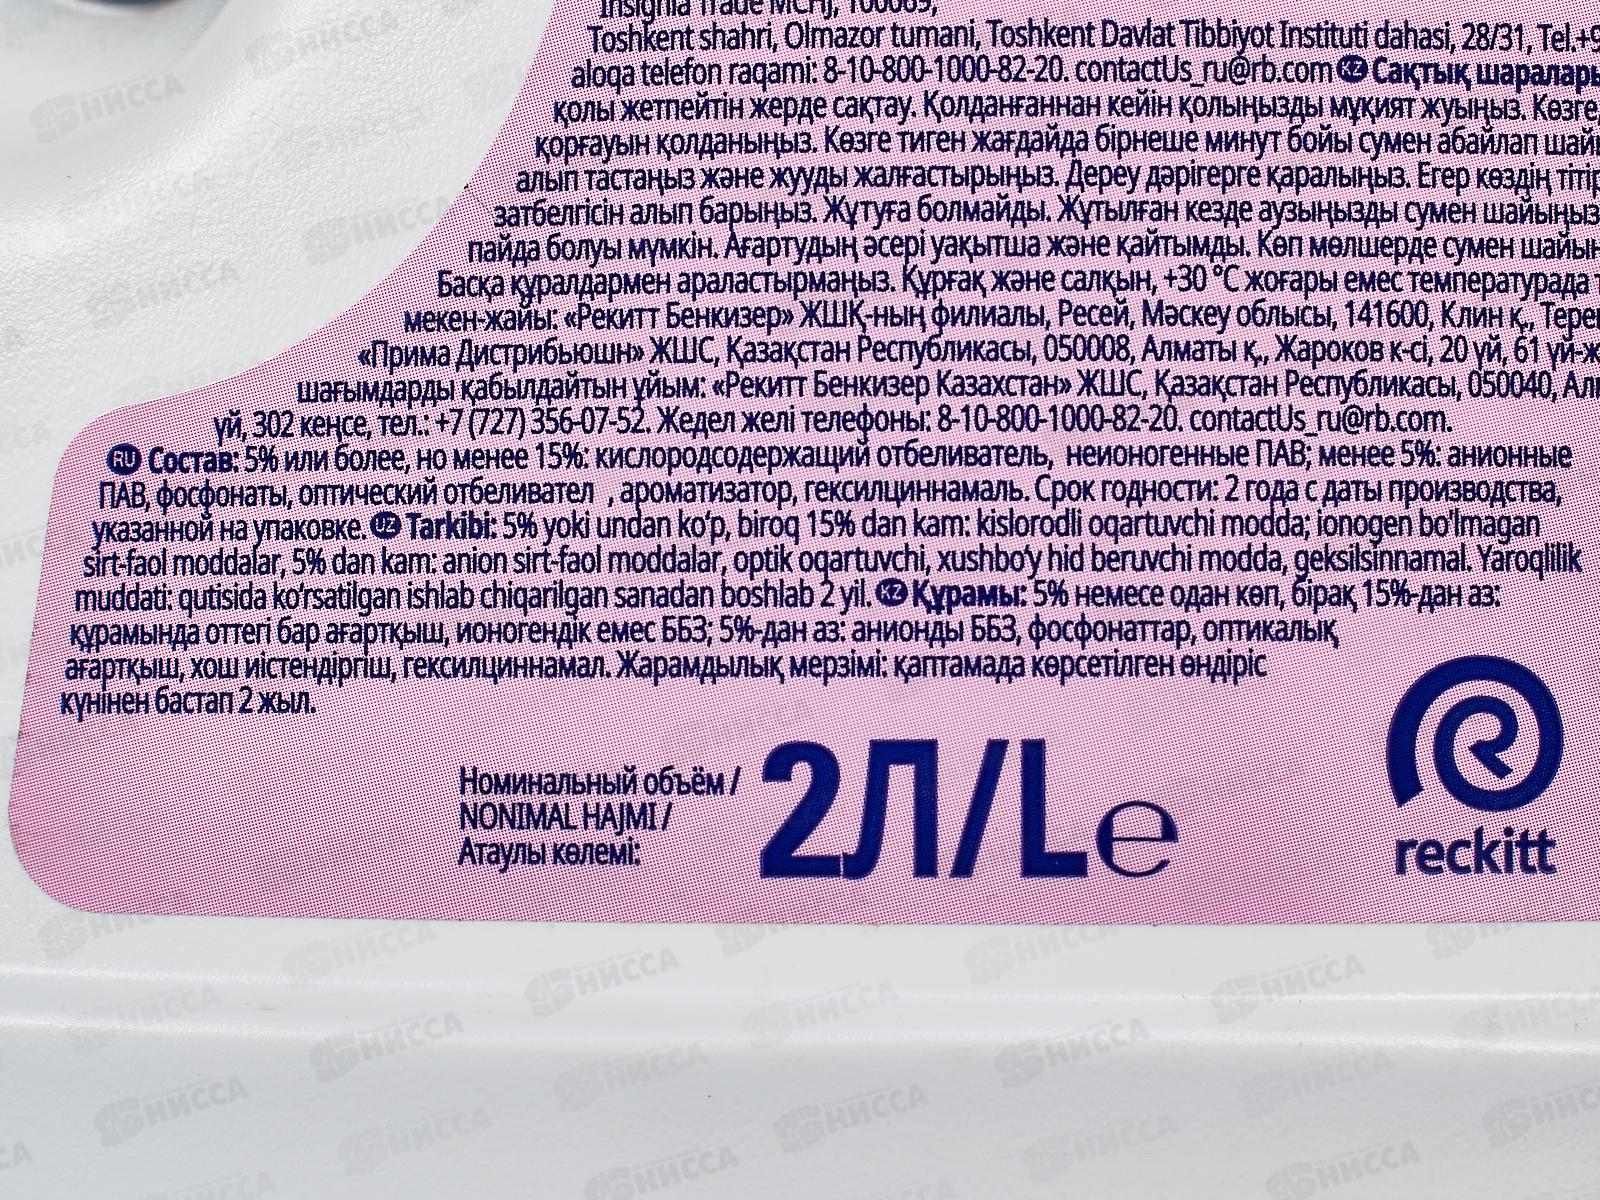 Insignia Trade MCHJ, 100069,
Toshkent shahri, Olmazor tumani, Toshkent Davlat Tibbiyot Instituti dahasi, 28/31, Tel.+9
aloqa telefon raqami: 8-10-800-1000-82-20. contactUs_ru@rb.com KZ Сақтық шаралары
қолы жетпейтін жерде сақтау. Қолданғаннан кейін қолыңызды мұқият жуыңыз. Көзге,
қорғауын қолданыңыз. Көзге тиген жағдайда бірнеше минут бойы сумен абайлап шай
алып тастаңыз және жууды жалғастырыңыз. Дереу дәрігерге қаралыңыз. Егер көздің тітір
затбелгісін алып барыңыз. Жұтуға болмайды. Жұтылған кезде аузыңызды сумен шайыңыз
пайда болуы мүмкін. Ағартудың әсері уақытша және қайтымды. Көп мөлшерде сумен шайың
Басқа құралдармен араластырмаңыз. Құрғақ және салқын, +30 °C жоғары емес температурада
мекен-жайы: «Рекитт Бенкизер» ЖШҚ-ның филиалы, Ресей, Мәскеу облысы, 141600, Клин қ., Терен
«Прима Дистрибьюшн» ЖШС, Қазақстан Республикасы, 050008, Алматы қ., Жароков к-сі, 20 үй, 61 үй-ж
шағымдарды қабылдайтын ұйым: «Рекитт Бенкизер Казахстан» ЖШС, Қазақстан Республикасы, 050040, Ал
үй, 302 кеңсе, тел.: +7 (727) 356-07-52. Жедел желі телефоны: 8-10-800-1000-82-20. contactUs_ru@rb.com.
RU Состав: 5% или более, но менее 15%: кислородсодержащий отбеливатель, неионогенные ПАВ; менее 5%: анионные
ПАВ, фосфонаты, оптический отбеливател , ароматизатор, гексилциннамаль. Срок годности: 2 года с даты производства,
указанной на упаковке. UZ Tarkibi: 5% yoki undan ko'p, biroq 15% dan kam: kislorodli oqartuvchi modda; ionogen bo'lmagan
sirt-faol moddalar, 5% dan kam: anion sirt-faol moddalar, optik oqartuvchi, xushbo'y hid beruvchi modda, geksilsinnamal. Yaroqlilik
muddati: qutisida ko'rsatilgan ishlab chiqarilgan sanadan boshlab 2 yil. KZ Құрамы: 5% немесе одан көп, бірақ 15%-дан аз:
құрамында оттегі бар ағартқыш, ионогендік емес ББЗ; 5%-дан аз: анионды ББЗ, фосфонаттар, оптикалық
ағартқыш, хош иістендіргіш, гексилциннамал. Жарамдылық мерзімі: қаптамада көрсетілген өндіріс
күнінен бастап 2 жыл.
Номинальный объём /
NONIMAL HAJMI /
Атаулы көлемі:
2Л/L e
reckitt